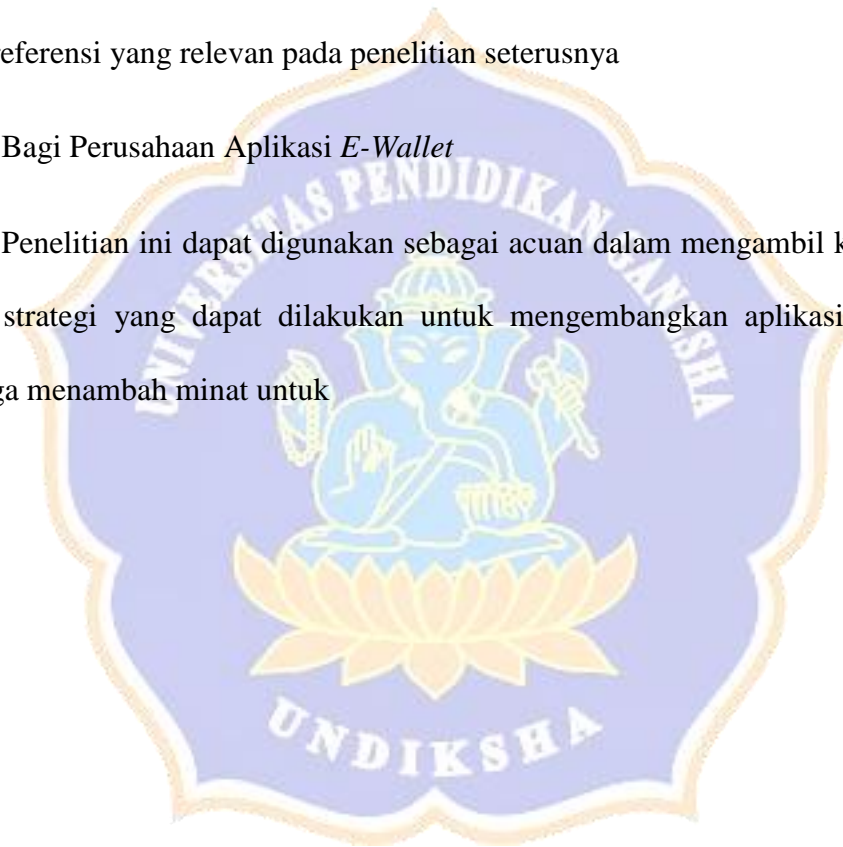 eferensi yang relevan pada penelitian seterusnya
Bagi Perusahaan Aplikasi E-Wallet
Penelitian ini dapat digunakan sebagai acuan dalam mengambil k
strategi yang dapat dilakukan untuk mengembangkan aplikasi
ga menambah minat untuk
UNIVERSITAS PENDIDIKAN GANESHA
UNDIKSHA